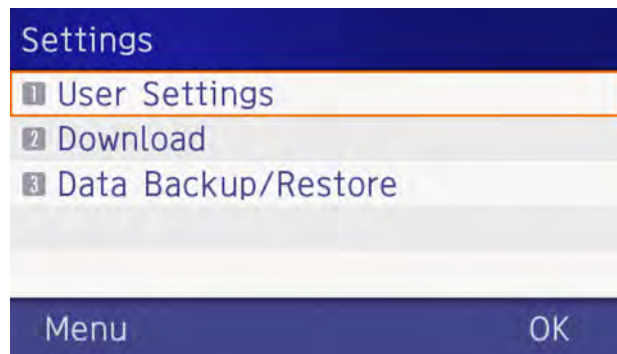 Settings
1 User Settings
2 Download
3 Data Backup/Restore
Menu OK